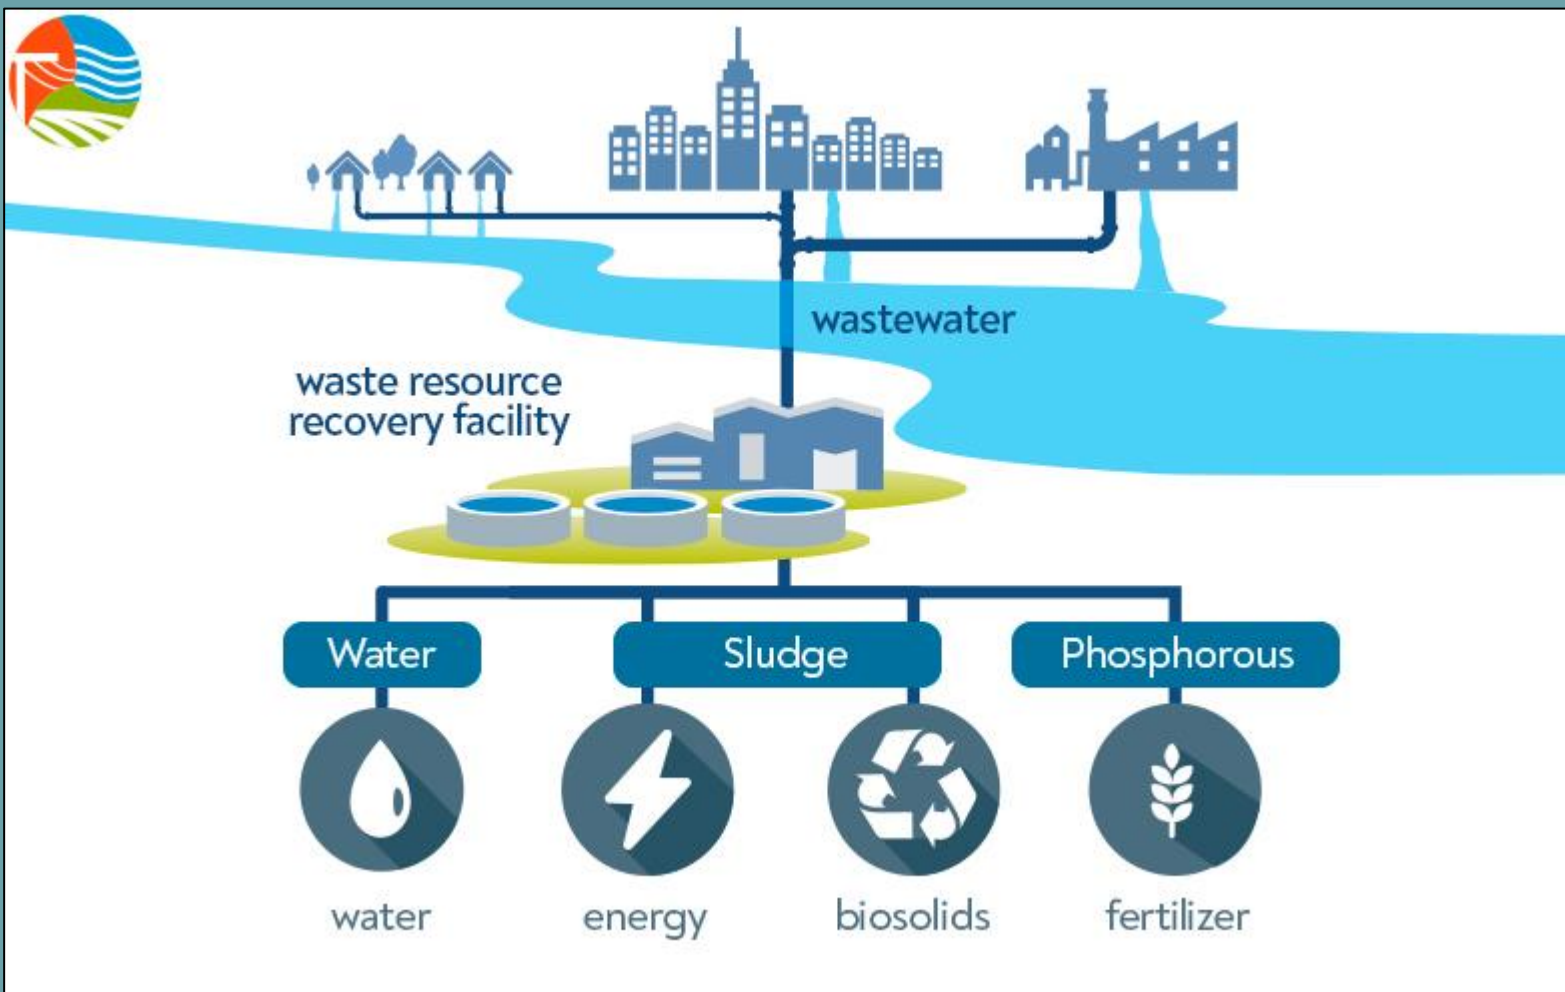 wastewater
waste resource
recovery facility
Water
Sludge
Phosphorous
water
energy
biosolids
fertilizer